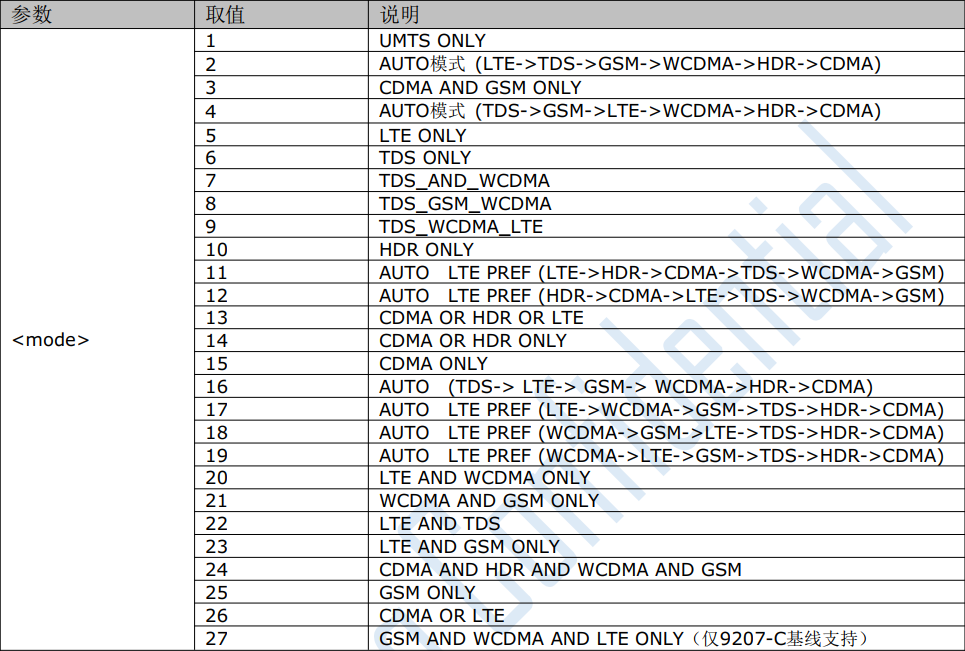 参数 取值 说明
1 UMTS ONLY
2 AUTO模式 (LTE->TDS->GSM->WCDMA->HDR->CDMA)
3 CDMA AND GSM ONLY
4 AUTO模式 (TDS->GSM->LTE->WCDMA->HDR->CDMA)
5 LTE ONLY
6 TDS ONLY
7 TDS_AND_WCDMA
8 TDS_GSM_WCDMA
9 TDS_WCDMA_LTE
10 HDR ONLY
11 AUTO LTE PREF (LTE->HDR->CDMA->TDS->WCDMA->GSM)
12 AUTO LTE PREF (HDR->CDMA->LTE->TDS->WCDMA->GSM)
13 CDMA OR HDR OR LTE
<mode> 14 CDMA OR HDR ONLY
15 CDMA ONLY
16 AUTO (TDS-> LTE-> GSM-> WCDMA->HDR->CDMA)
17 AUTO LTE PREF (LTE->WCDMA->GSM->TDS->HDR->CDMA)
18 AUTO LTE PREF (WCDMA->GSM->LTE->TDS->HDR->CDMA)
19 AUTO LTE PREF (WCDMA->LTE->GSM->TDS->HDR->CDMA)
20 LTE AND WCDMA ONLY
21 WCDMA AND GSM ONLY
22 LTE AND TDS
23 LTE AND GSM ONLY
24 CDMA AND HDR AND WCDMA AND GSM
25 GSM ONLY
26 CDMA OR LTE
27 GSM AND WCDMA AND LTE ONLY（仅9207-C基线支持）
Confidential